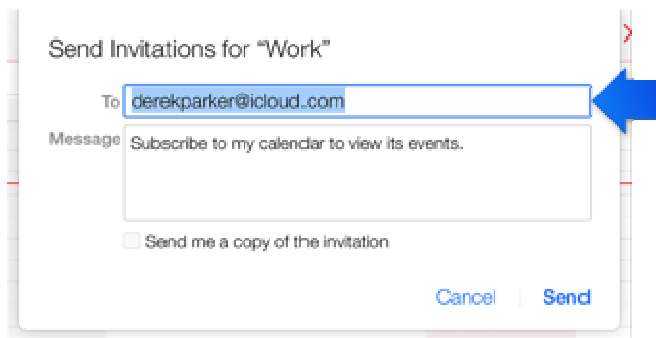 Send Invitations for “Work”
To derekparker@icloud.com
Message Subscribe to my calendar to view its events.
Send me a copy of the invitation
Cancel Send